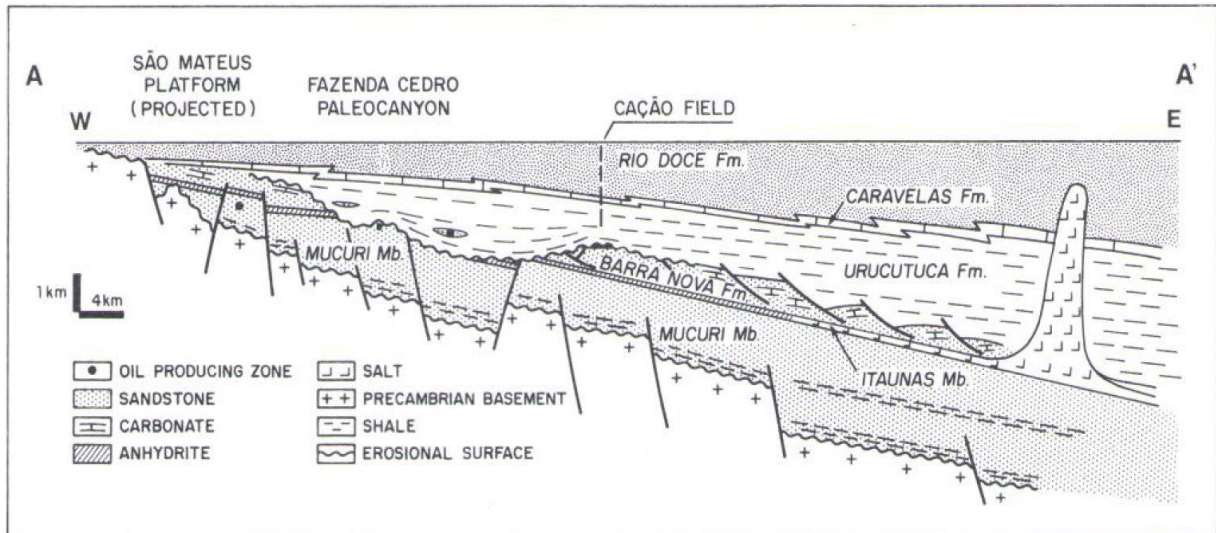 A
SÃO MATEUS
PLATFORM
(PROJECTED)
FAZENDA CEDRO
PALEOCANYON
CAÇÃO FIELD
A'
W
E
RIO DOCE Fm.
CARAVELAS Fm.
URUCUTUCA Fm.
MUCURI Mb.
BARRA NOVA Fm.
MUCURI Mb.
ITAUNAS Mb.
1km
4km
OIL PRODUCING ZONE
SANDSTONE
CARBONATE
ANHYDRITE
SALT
PRECAMBRIAN BASEMENT
SHALE
EROSIONAL SURFACE